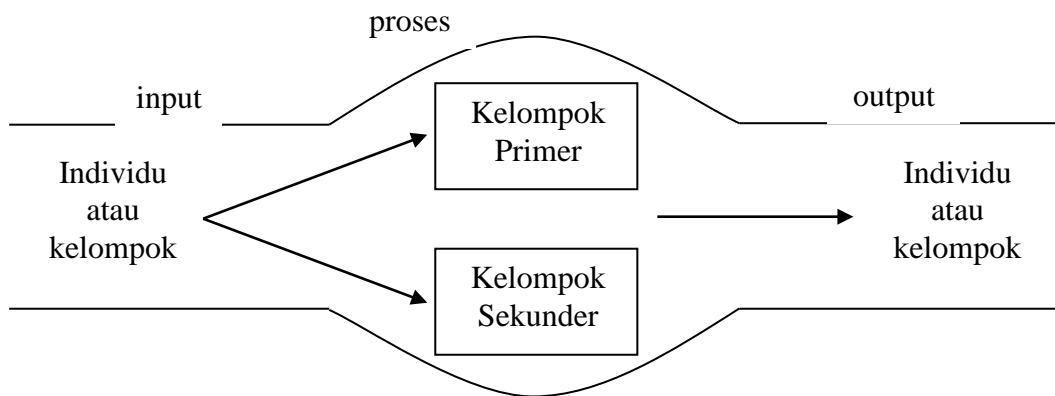 proses
input
output
Individu
atau
kelompok
Kelompok
Primer
Kelompok
Sekunder
Individu
atau
kelompok